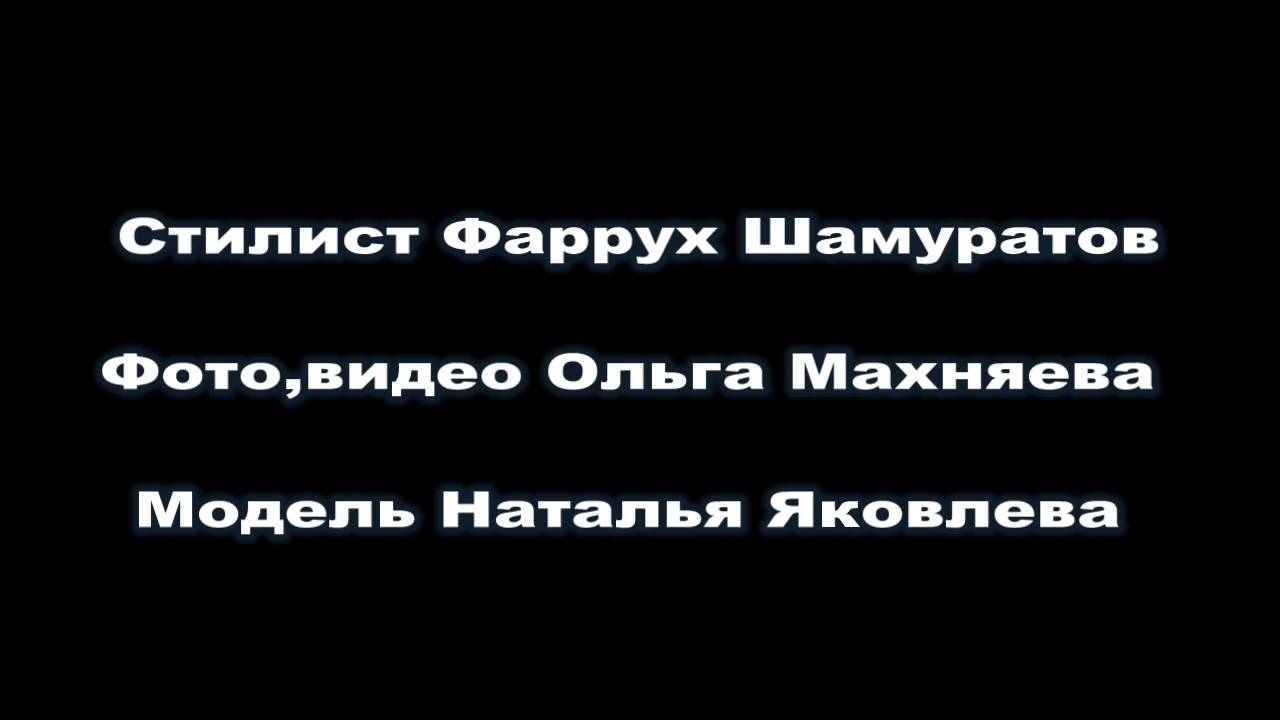 Стилист Фаррух Шамуратов
Фото,видео Ольга Махняева
Модель Наталья Яковлева